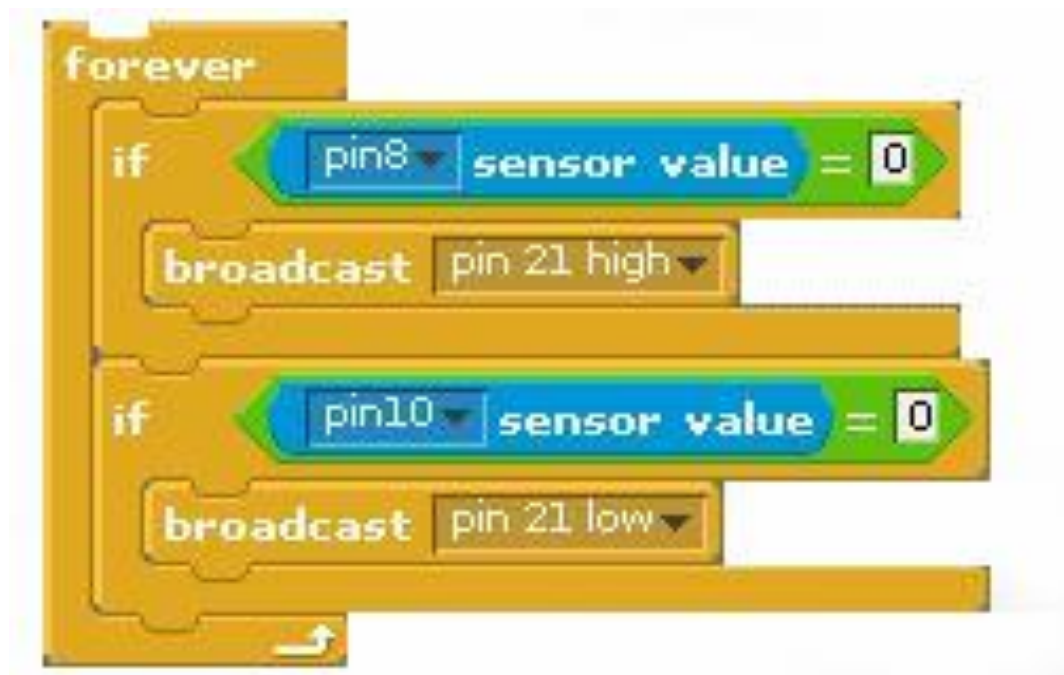 forever
if pin8 sensor value = 0
broadcast pin 21 high
if pin10 sensor value = 0
broadcast pin 21 low